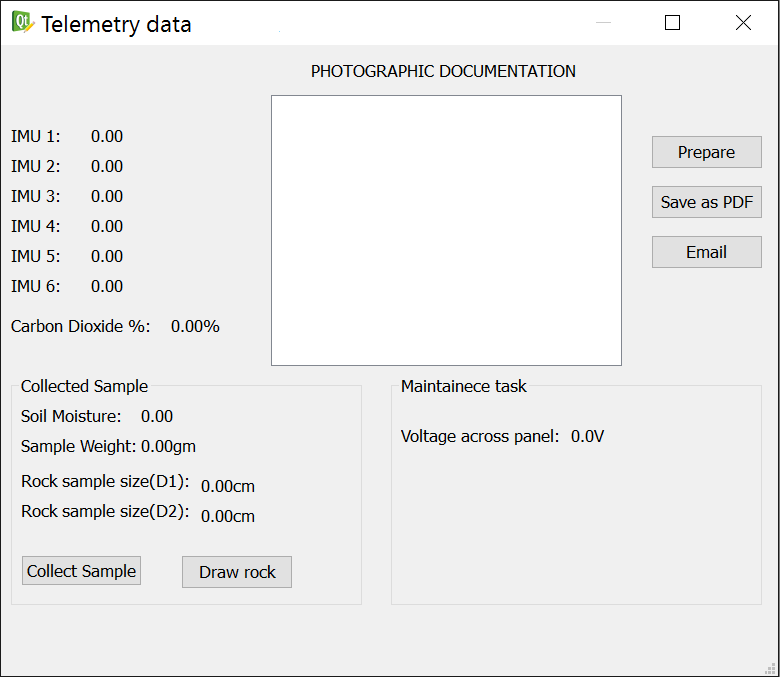 Qt Telemetry data
PHOTOGRAPHIC DOCUMENTATION
IMU 1: 0.00
IMU 2: 0.00
IMU 3: 0.00
IMU 4: 0.00
IMU 5: 0.00
IMU 6: 0.00
Carbon Dioxide %: 0.00%
Prepare
Save as PDF
Email
Collected Sample
Soil Moisture: 0.00
Sample Weight: 0.00gm
Rock sample size(D1): 0.00cm
Rock sample size(D2): 0.00cm
Collect Sample
Draw rock
Maintainece task
Voltage across panel: 0.0V